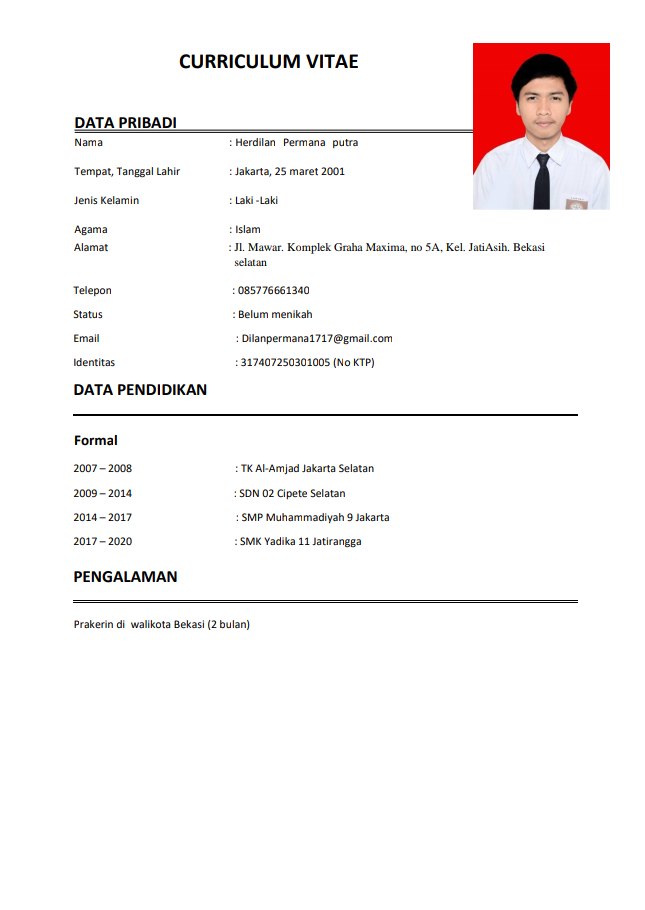 CURRICULUM VITAE
DATA PRIBADI
Nama : Herdilan Permana putra
Tempat, Tanggal Lahir : Jakarta, 25 maret 2001
Jenis Kelamin : Laki -Laki
Agama : Islam
Alamat : Jl. Mawar. Komplek Graha Maxima, no 5A, Kel. JatiAsih. Bekasi
selatan
Telepon : 085776661340
Status : Belum menikah
Email : Dilanpermana1717@gmail.com
Identitas : 317407250301005 (No KTP)
DATA PENDIDIKAN
Formal
2007 – 2008 : TK Al-Amjad Jakarta Selatan
2009 – 2014 : SDN 02 Cipete Selatan
2014 – 2017 : SMP Muhammadiyah 9 Jakarta
2017 – 2020 : SMK Yadika 11 Jatirangga
PENGALAMAN
Prakerin di walikota Bekasi (2 bulan)